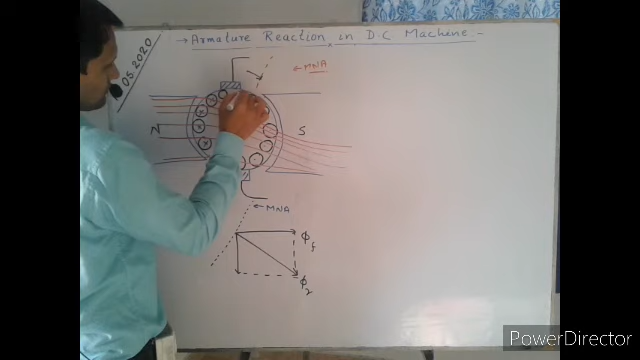 → Armature Reaction in D.C Machine -
05.2020
← MNA
N
S
← MNA
ϕf
ϕr
PowerDirector